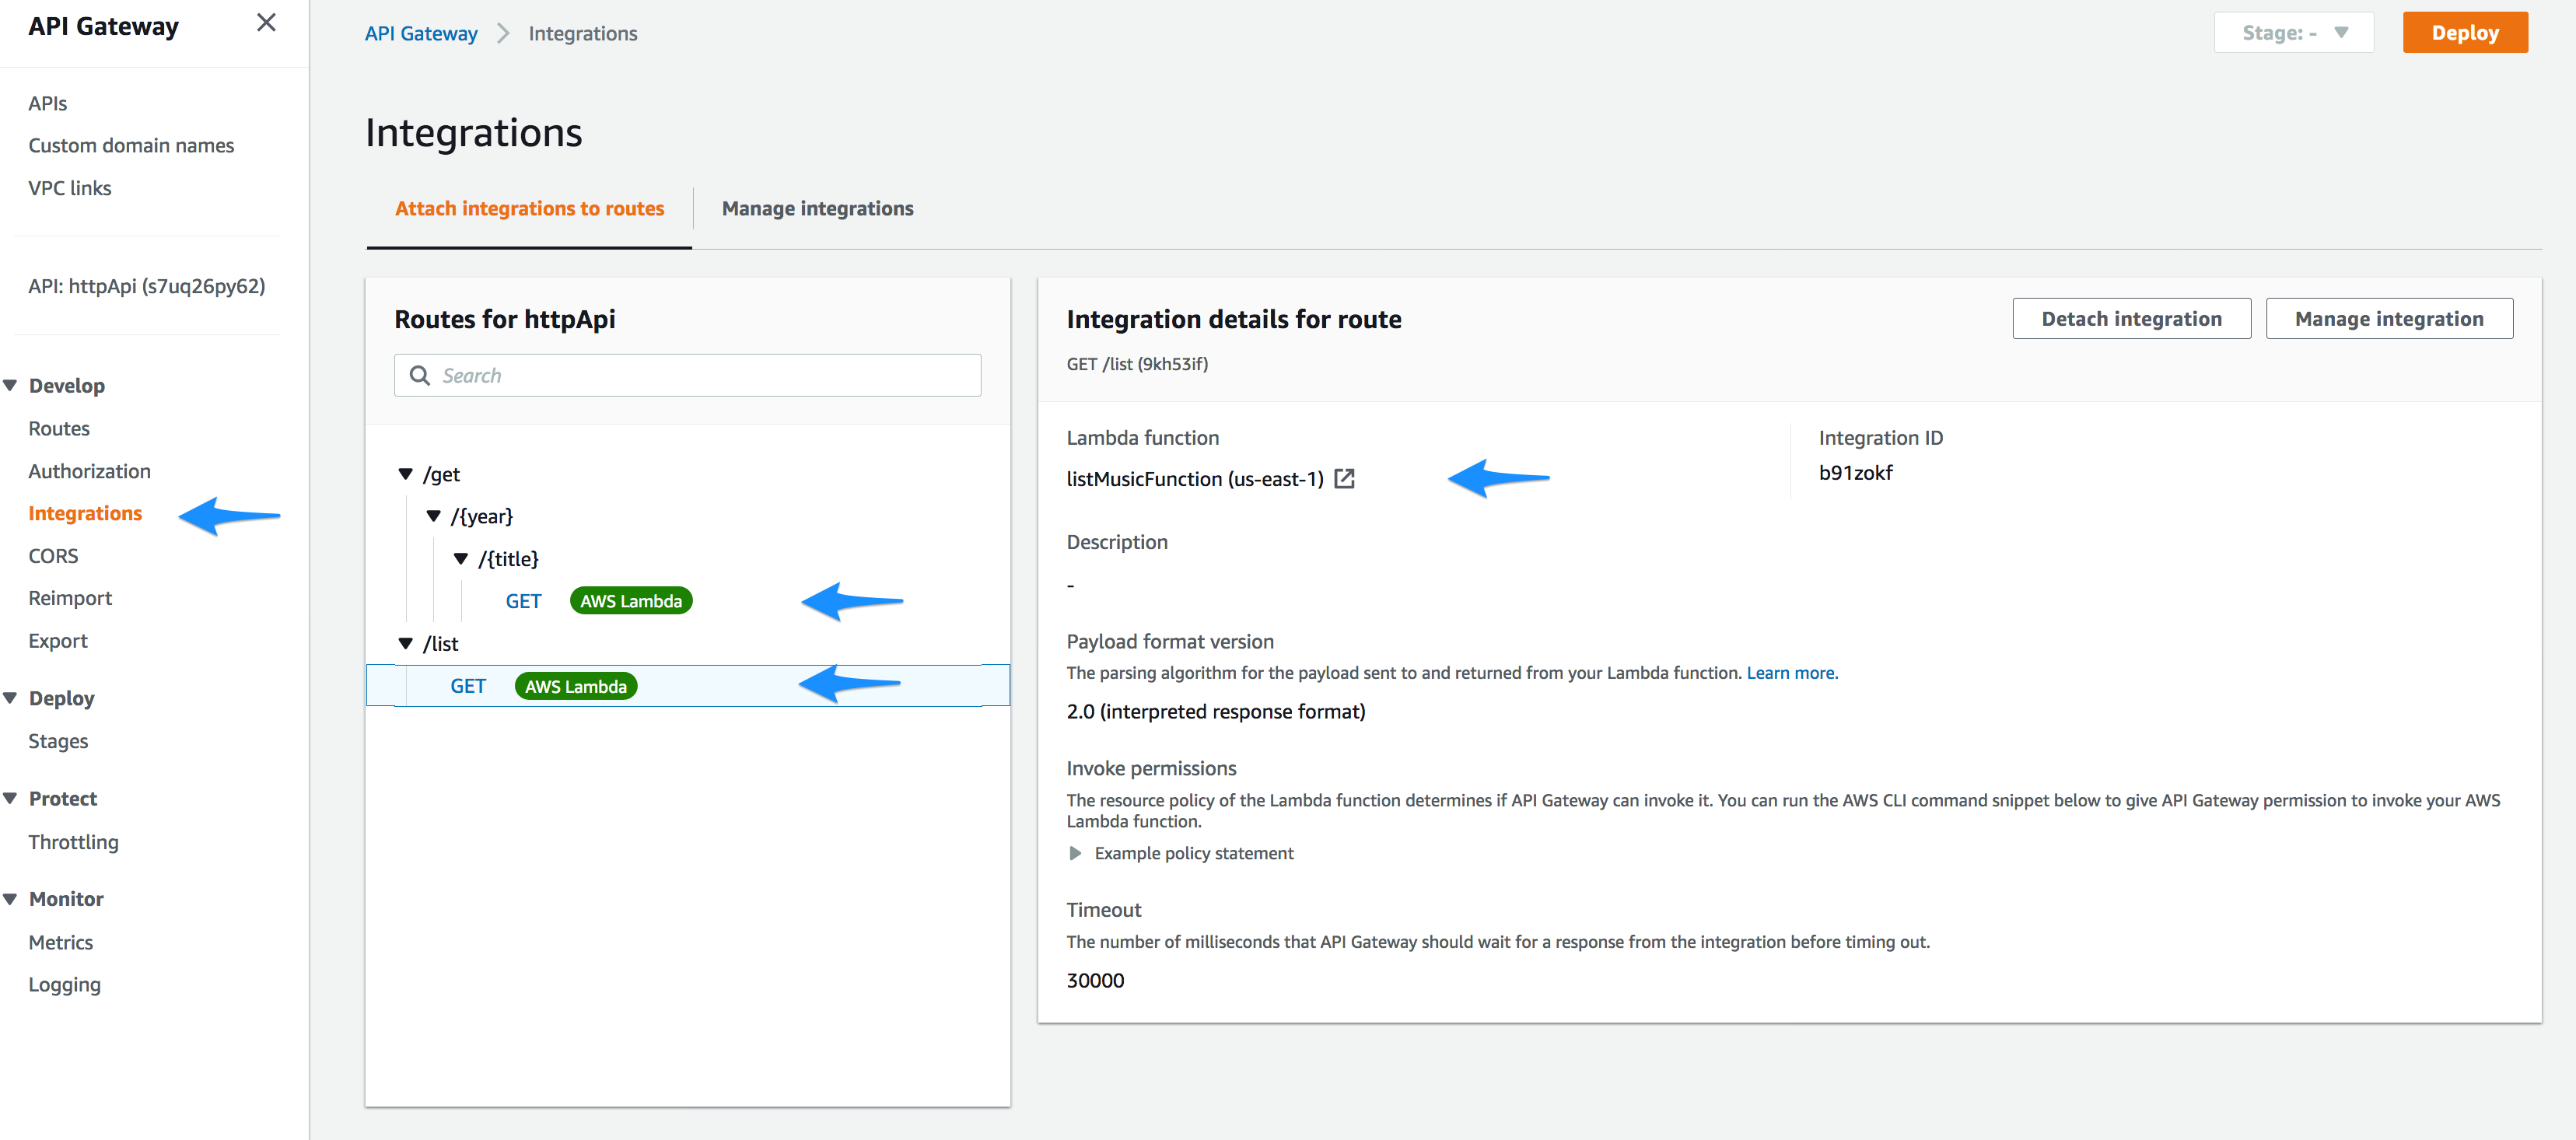 API Gateway
APIs
Custom domain names
VPC links
API: httpApi (s7uq26py62)
Develop
Routes
Authorization
Integrations
CORS
Reimport
Export
Deploy
Stages
Protect
Throttling
Monitor
Metrics
Logging
API Gateway > Integrations
Stage: -
Deploy
Integrations
Attach integrations to routes
Manage integrations
Routes for httpApi
Search
/get
/{year}
/{title}
GET AWS Lambda
/list
GET AWS Lambda
Integration details for route
GET /list (9kh53if)
Detach integration
Manage integration
Lambda function
listMusicFunction (us-east-1)
Integration ID
b91zokf
Description
-
Payload format version
The parsing algorithm for the payload sent to and returned from your Lambda function. Learn more.
2.0 (interpreted response format)
Invoke permissions
The resource policy of the Lambda function determines if API Gateway can invoke it. You can run the AWS CLI command snippet below to give API Gateway permission to invoke your AWS
Lambda function.
Example policy statement
Timeout
The number of milliseconds that API Gateway should wait for a response from the integration before timing out.
30000